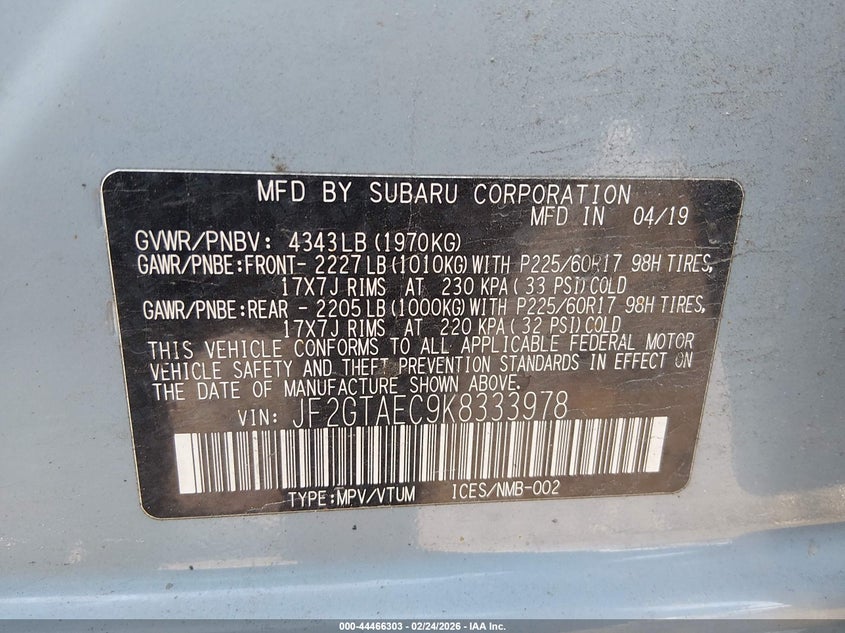 MFD BY SUBARU CORPORATION
MFD IN 04/19
GVWR/PNBV: 4343LB (1970KG)
GAWR/PNBE:FRONT- 2227LB (1010KG) WITH P225/60R17 98H TIRES,
17X7J RIMS AT 230 KPA ( 33 PSI) COLD
GAWR/PNBE:REAR - 2205LB (1000KG) WITH P225/60R17 98H TIRES,
17X7J RIMS AT 220 KPA ( 32 PSI) COLD
THIS VEHICLE CONFORMS TO ALL APPLICABLE FEDERAL MOTOR
VEHICLE SAFETY AND THEFT PREVENTION STANDARDS IN EFFECT ON
THE DATE OF MANUFACTURE SHOWN ABOVE.
VIN: JF2GTAEC9K8333978
TYPE:MPV/VTUM ICES/NMB-002
000-44466303 - 02/24/2026 - IAA Inc.